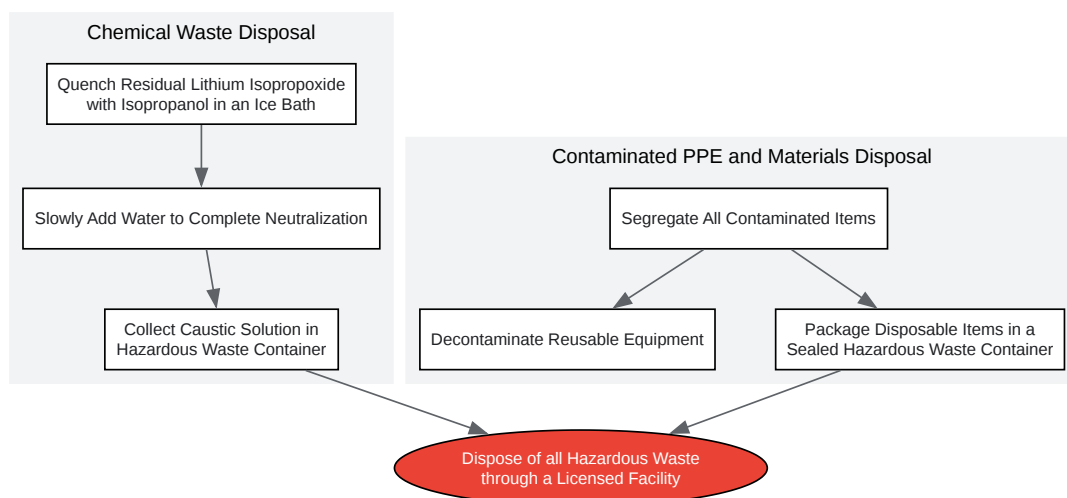 Chemical Waste Disposal
Quench Residual Lithium Isopropoxide
with Isopropanol in an Ice Bath
Slowly Add Water to Complete Neutralization
Collect Caustic Solution in
Hazardous Waste Container
Contaminated PPE and Materials Disposal
Segregate All Contaminated Items
Decontaminate Reusable Equipment
Package Disposable Items in a
Sealed Hazardous Waste Container
Dispose of all Hazardous Waste
through a Licensed Facility